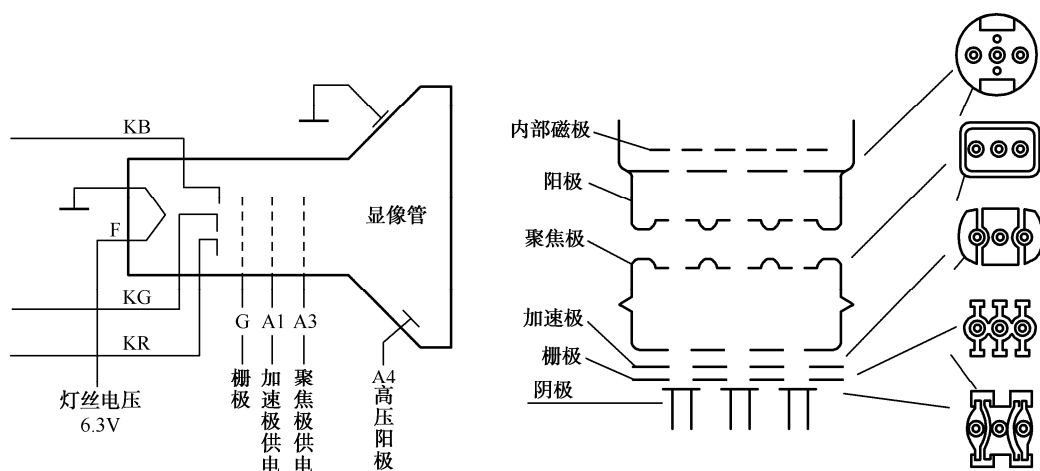 KB
F
KG
KR
灯丝电压
6.3V
显像管
G
A1
A3
A4
栅极
加速极供电
聚焦极供电
高压阳极
内部磁极
阳极
聚焦极
加速极
栅极
阴极